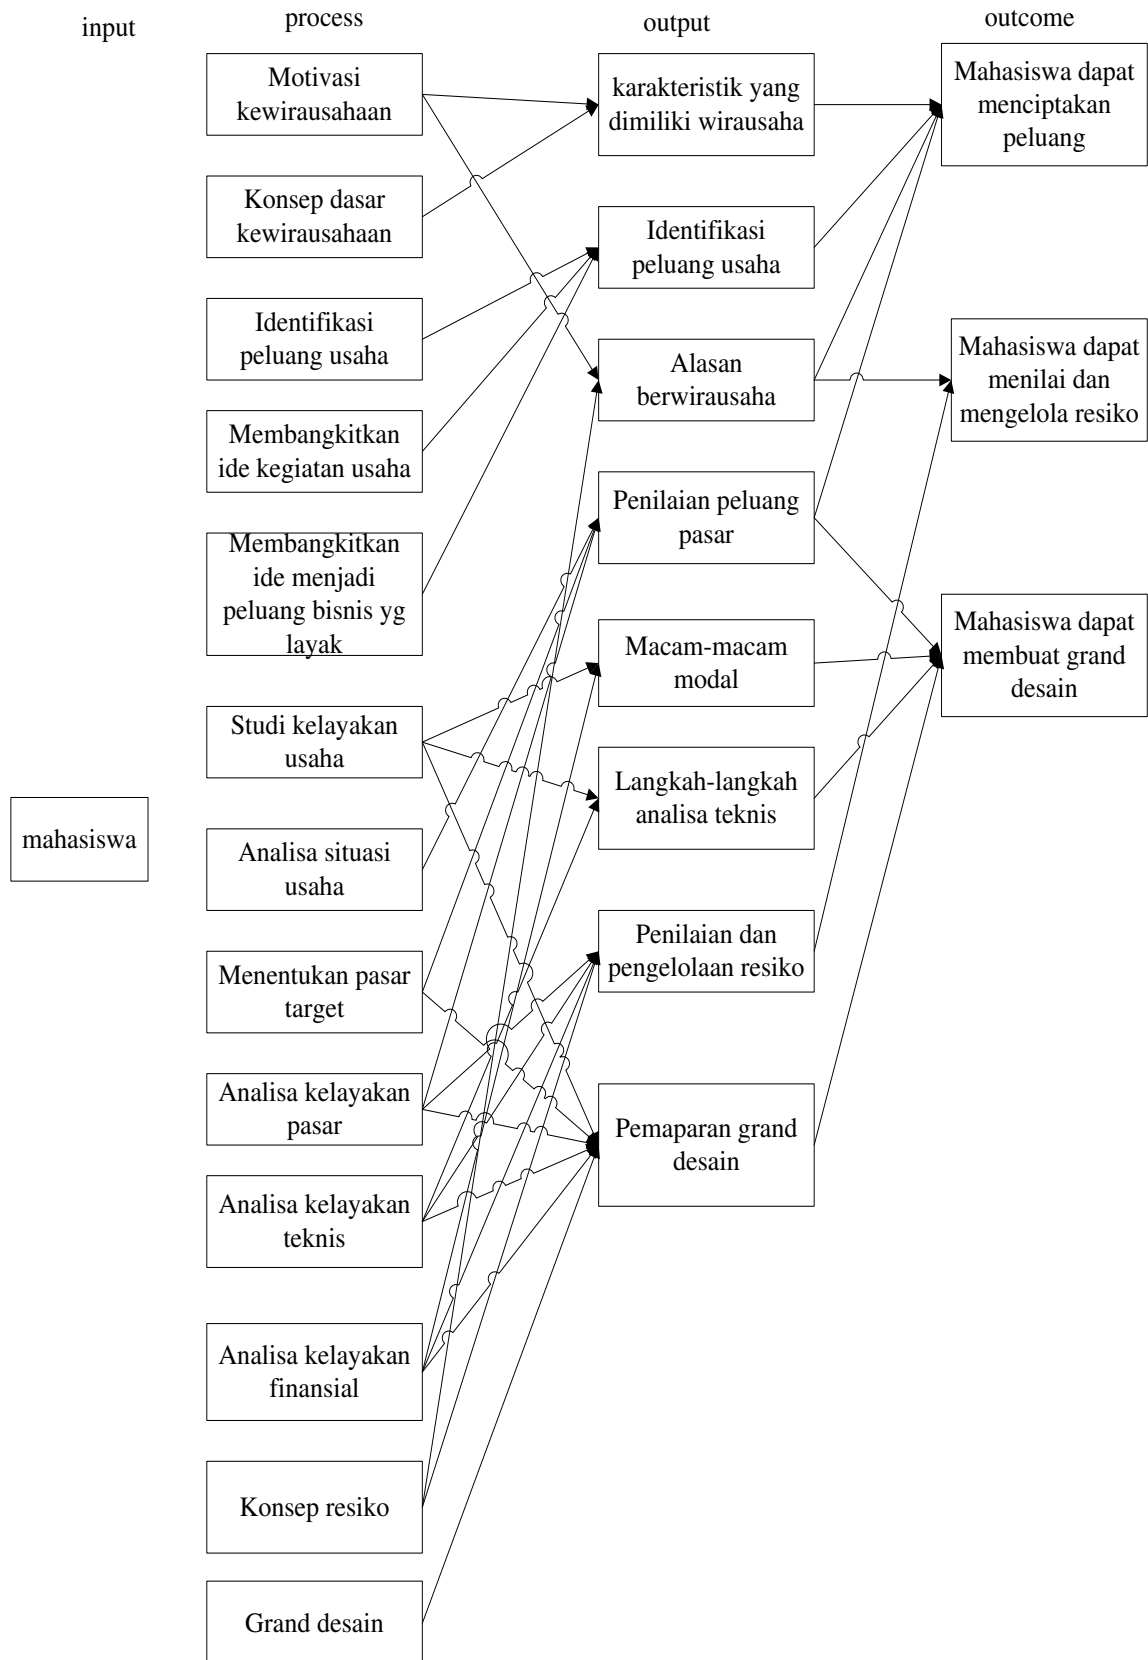 input
process
output
outcome
Motivasi
kewirausahaan
Konsep dasar
kewirausahaan
Identifikasi
peluang usaha
Membangkitkan
ide kegiatan usaha
Membangkitkan
ide menjadi
peluang bisnis yg
layak
Studi kelayakan
usaha
mahasiswa
Analisa situasi
usaha
Menentukan pasar
target
Analisa kelayakan
pasar
Analisa kelayakan
teknis
Analisa kelayakan
finansial
Konsep resiko
Grand desain
karakteristik yang
dimiliki wirausaha
Identifikasi
peluang usaha
Alasan
berwirausaha
Penilaian peluang
pasar
Macam-macam
modal
Langkah-langkah
analisa teknis
Penilaian dan
pengelolaan resiko
Pemaparan grand
desain
Mahasiswa dapat
menciptakan
peluang
Mahasiswa dapat
menilai dan
mengelola resiko
Mahasiswa dapat
membuat grand
desain